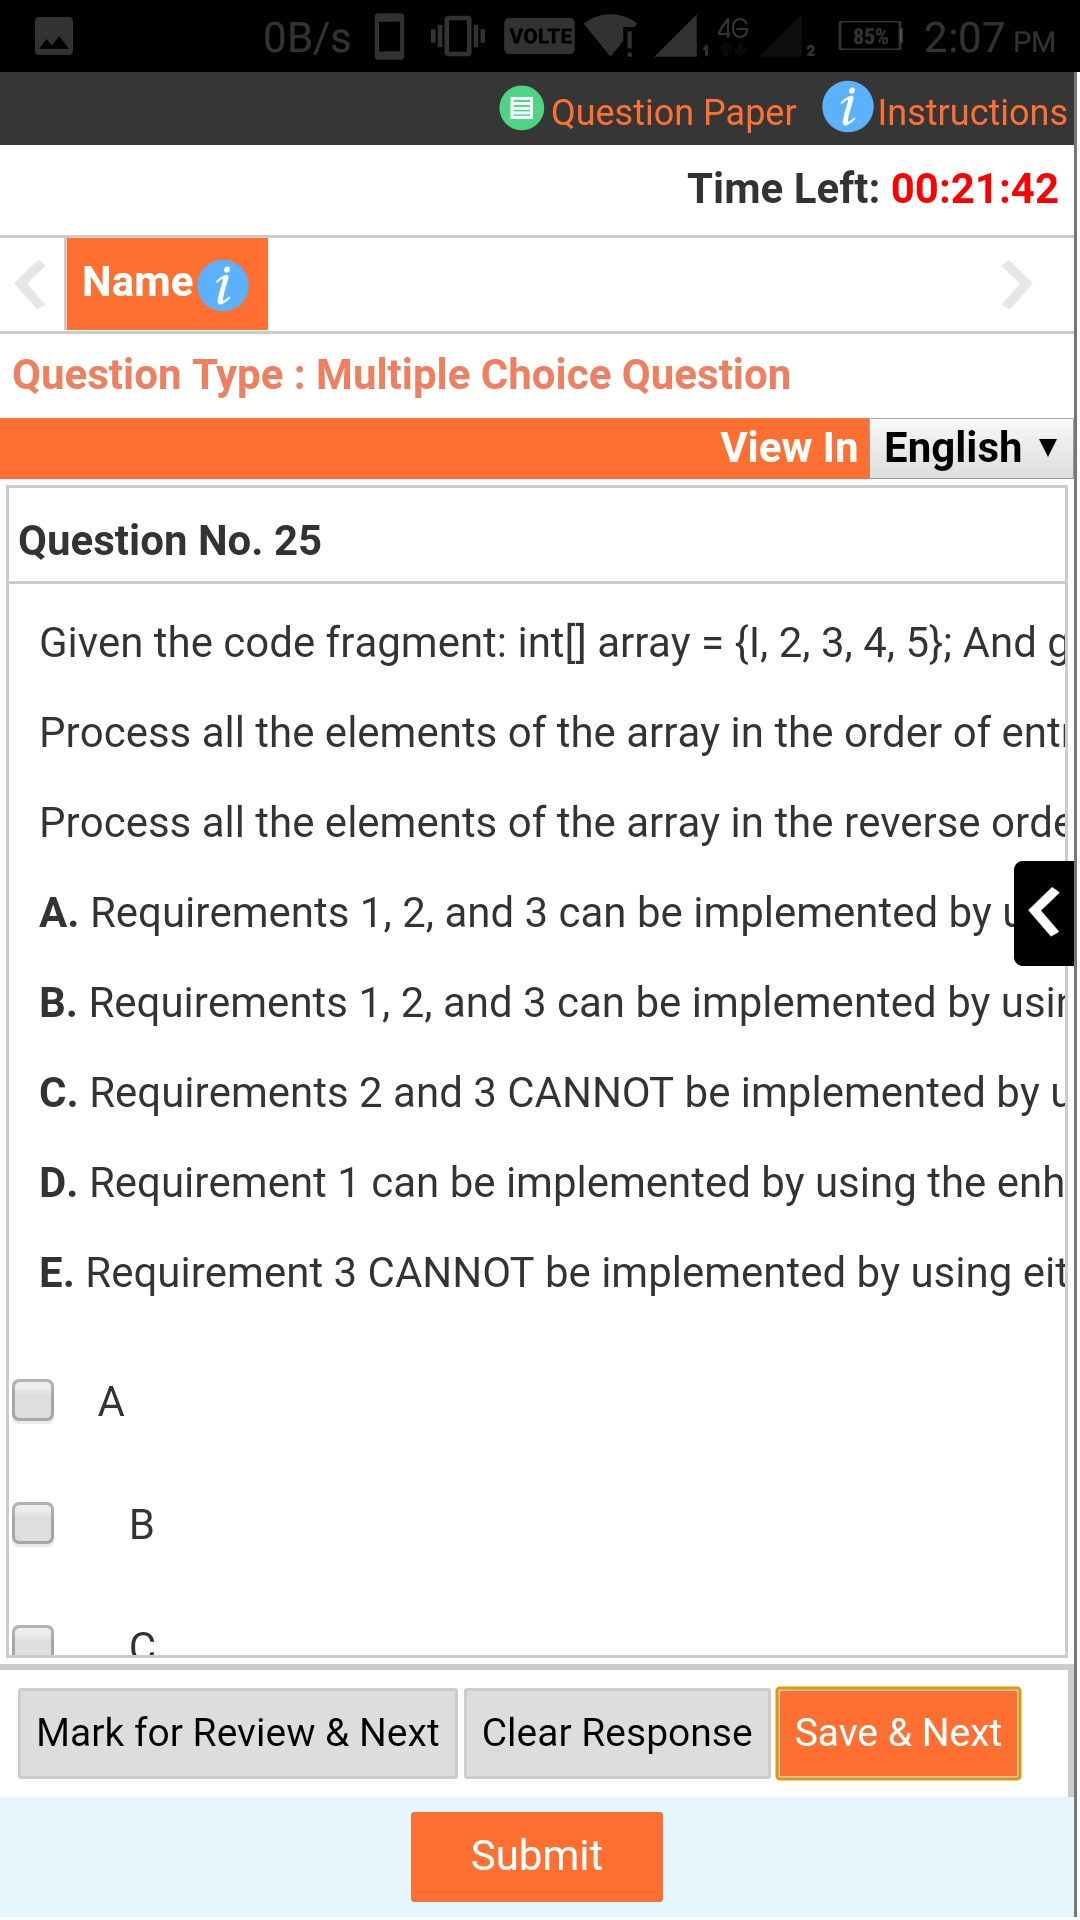 0B/s VOLTE 1 4G 2 85% 2:07 PM
Question Paper Instructions
Time Left: 00:21:42
Name
Question Type : Multiple Choice Question
View In English
Question No. 25
Given the code fragment: int[] array = {I, 2, 3, 4, 5}; And
Process all the elements of the array in the order of
Process all the elements of the array in the reverse
A. Requirements 1, 2, and 3 can be implemented by
B. Requirements 1, 2, and 3 can be implemented by
C. Requirements 2 and 3 CANNOT be implemented by
D. Requirement 1 can be implemented by using the
E. Requirement 3 CANNOT be implemented by using
A
B
C
Mark for Review & Next Clear Response Save & Next
Submit